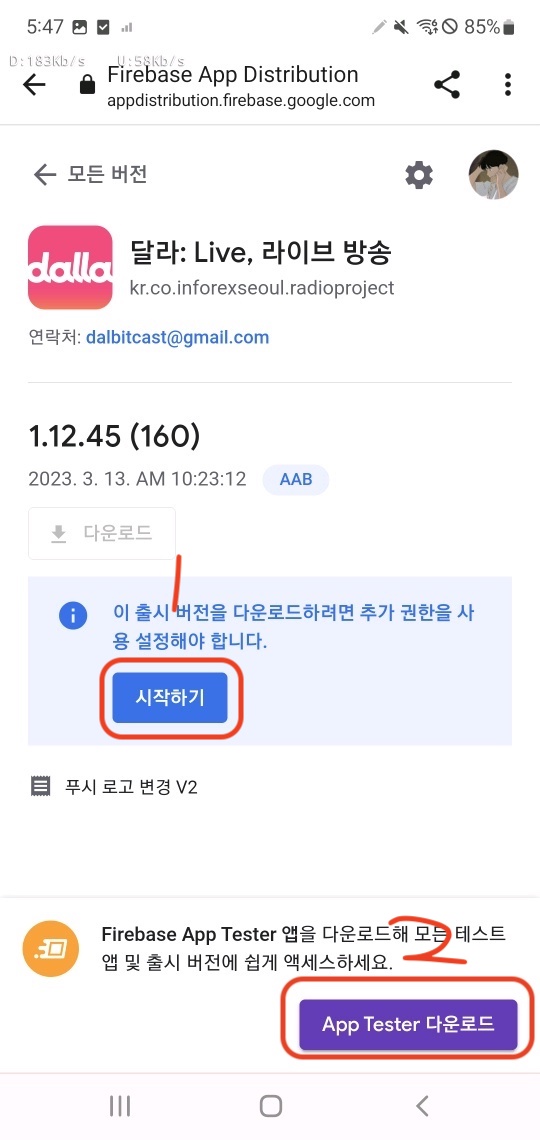 5:47
85%
D:183Kb/s U:58Kb/s
Firebase App Distribution
appdistribution.firebase.google.com
모든 버전
dalla
달라: Live, 라이브 방송
kr.co.inforexseoul.radioproject
연락처: dalbitcast@gmail.com
1.12.45 (160)
2023. 3. 13. AM 10:23:12 AAB
다운로드
1
이 출시 버전을 다운로드하려면 추가 권한을 사
용 설정해야 합니다.
시작하기
푸시 로고 변경 V2
Firebase App Tester 앱을 다운로드해 모든 테스트
앱 및 출시 버전에 쉽게 액세스하세요.
2
App Tester 다운로드